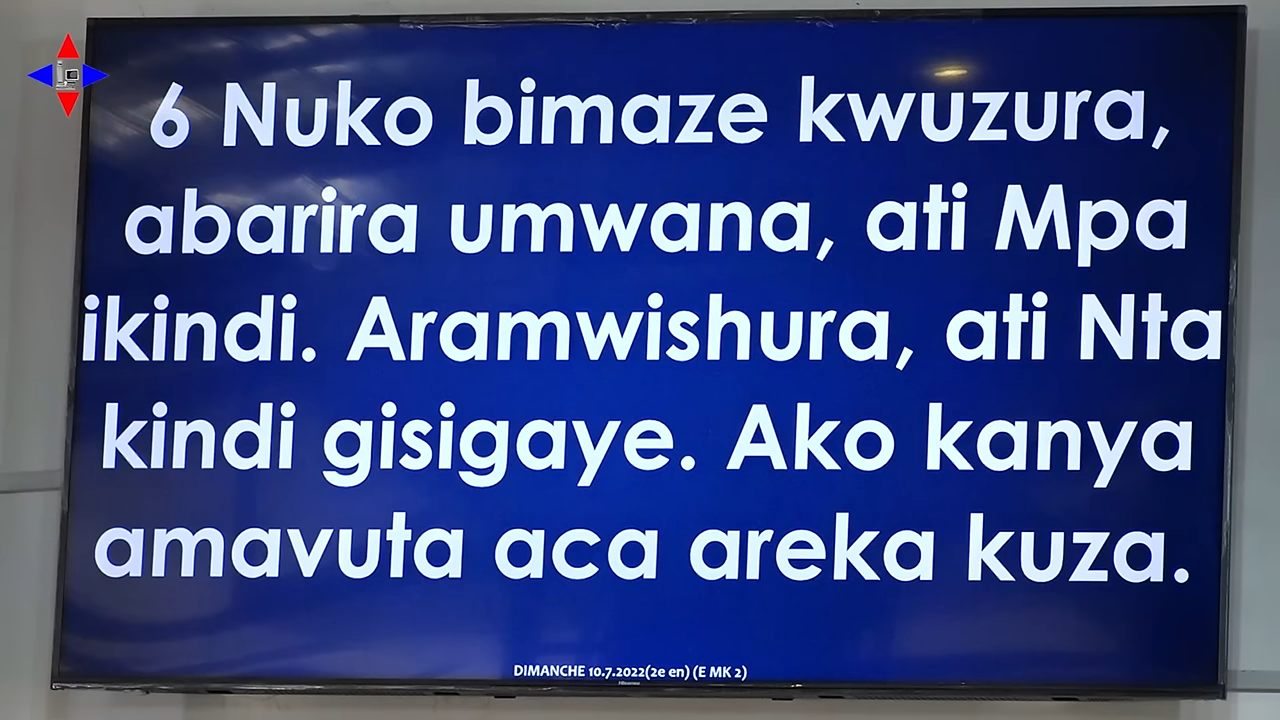 6 Nuko bimaze kwuzura,
abarira umwana, ati Mpa
ikindi. Aramwishura, ati Nta
kindi gisigaye. Ako kanya
amavuta aca areka kuza.
DIMANCHE 10.7.2022(2e en) (E MK 2)
Hisense